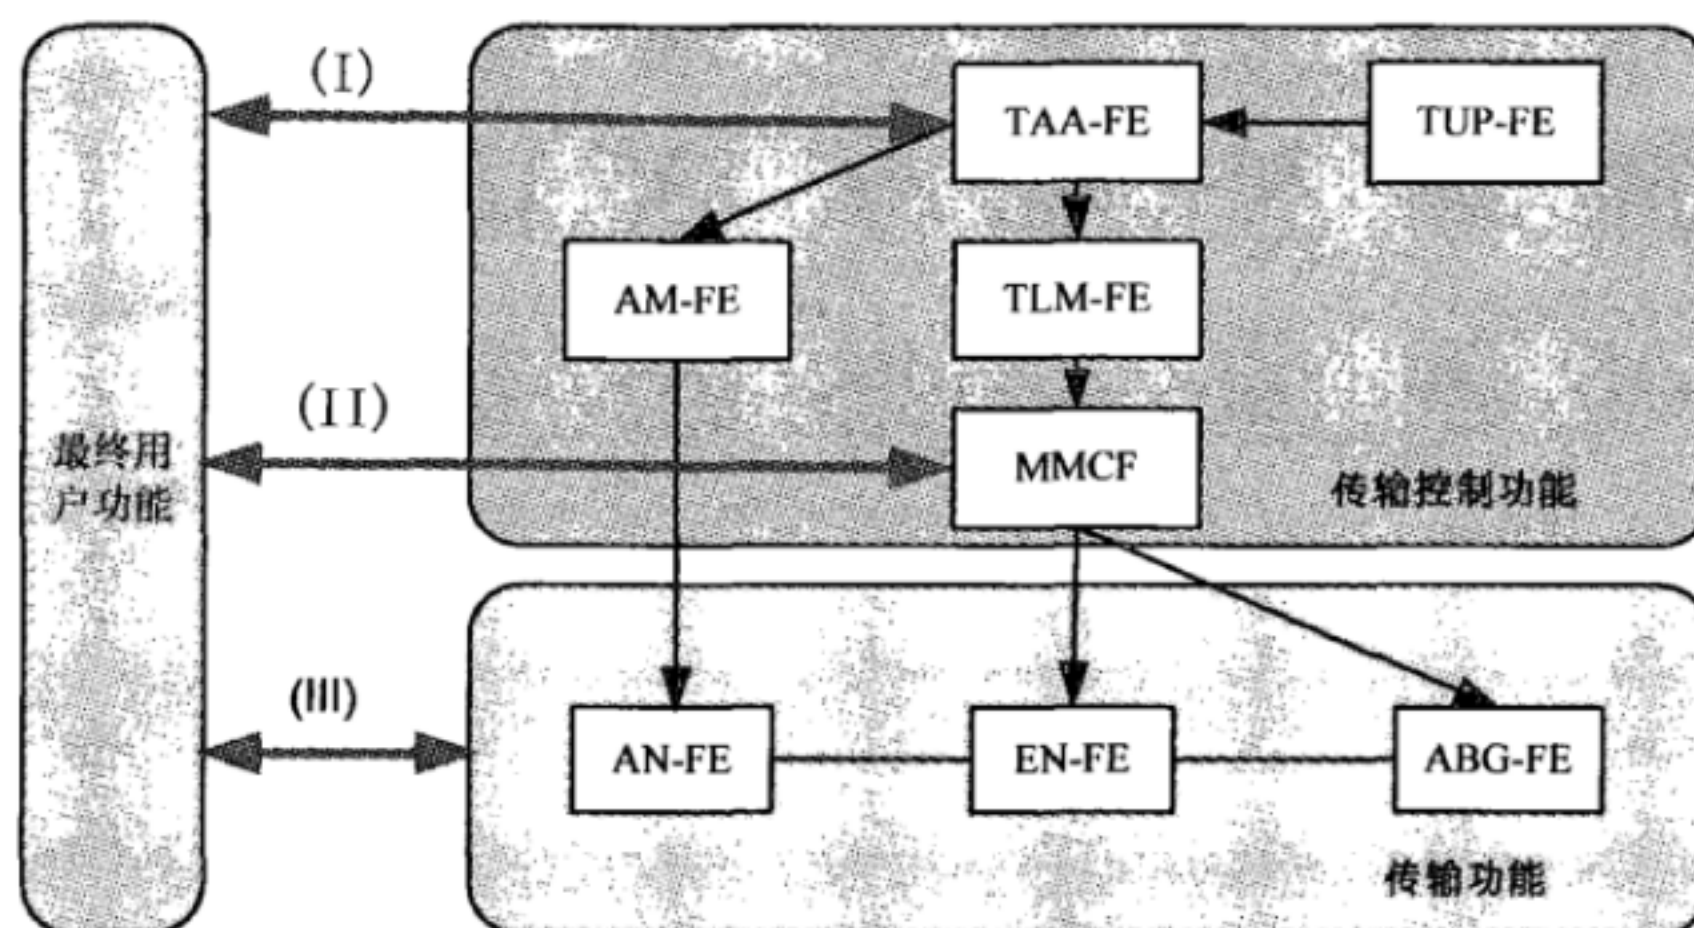 (I)
TAA-FE
TUP-FE
AM-FE
TLM-FE
(II)
最终用
户功能
MMCF
传输控制功能
(III)
AN-FE
EN-FE
ABG-FE
传输功能